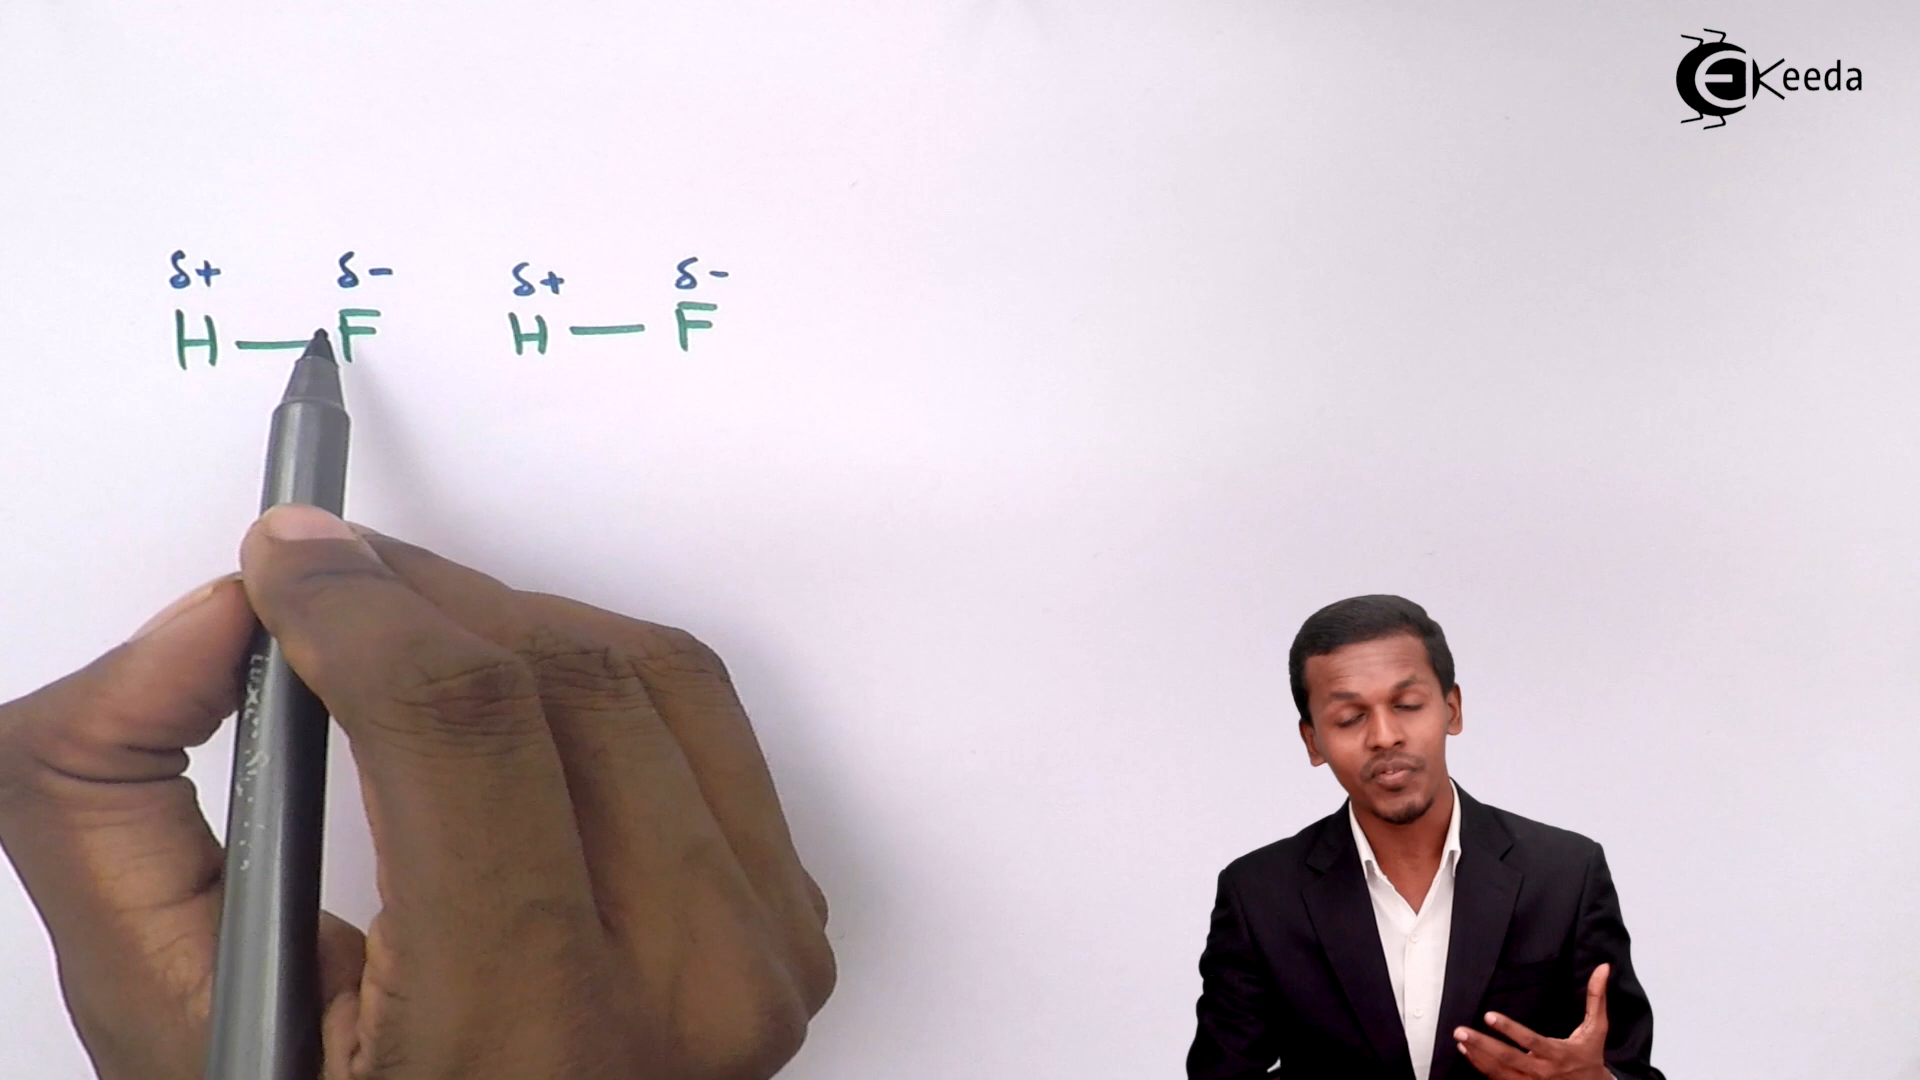 Keeda
δ+ δ- δ+ δ-
H — F H — F